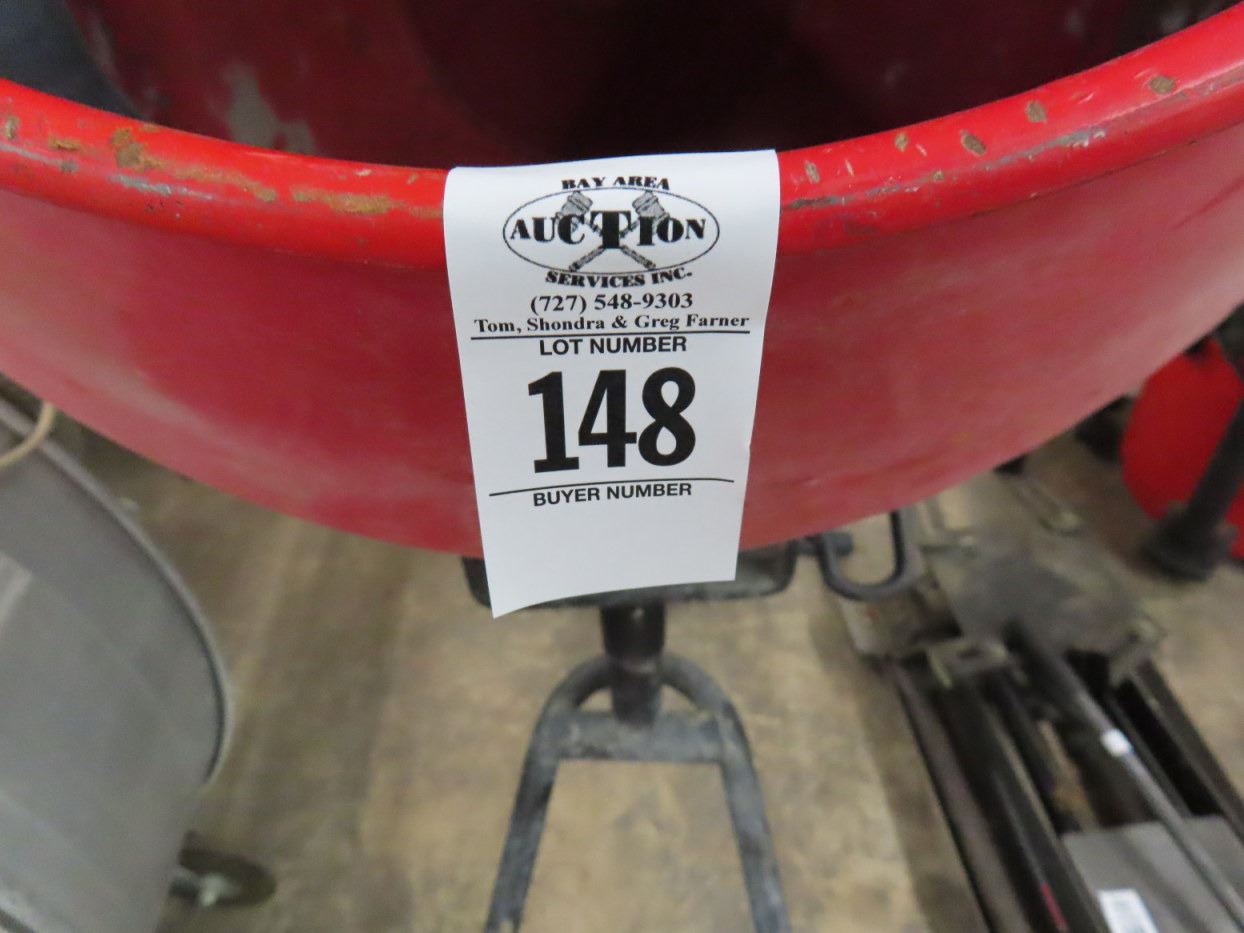 BAY AREA
AUCTION
SERVICES INC.
(727) 548-9303
Tom, Shondra & Greg Farner
LOT NUMBER
148
BUYER NUMBER